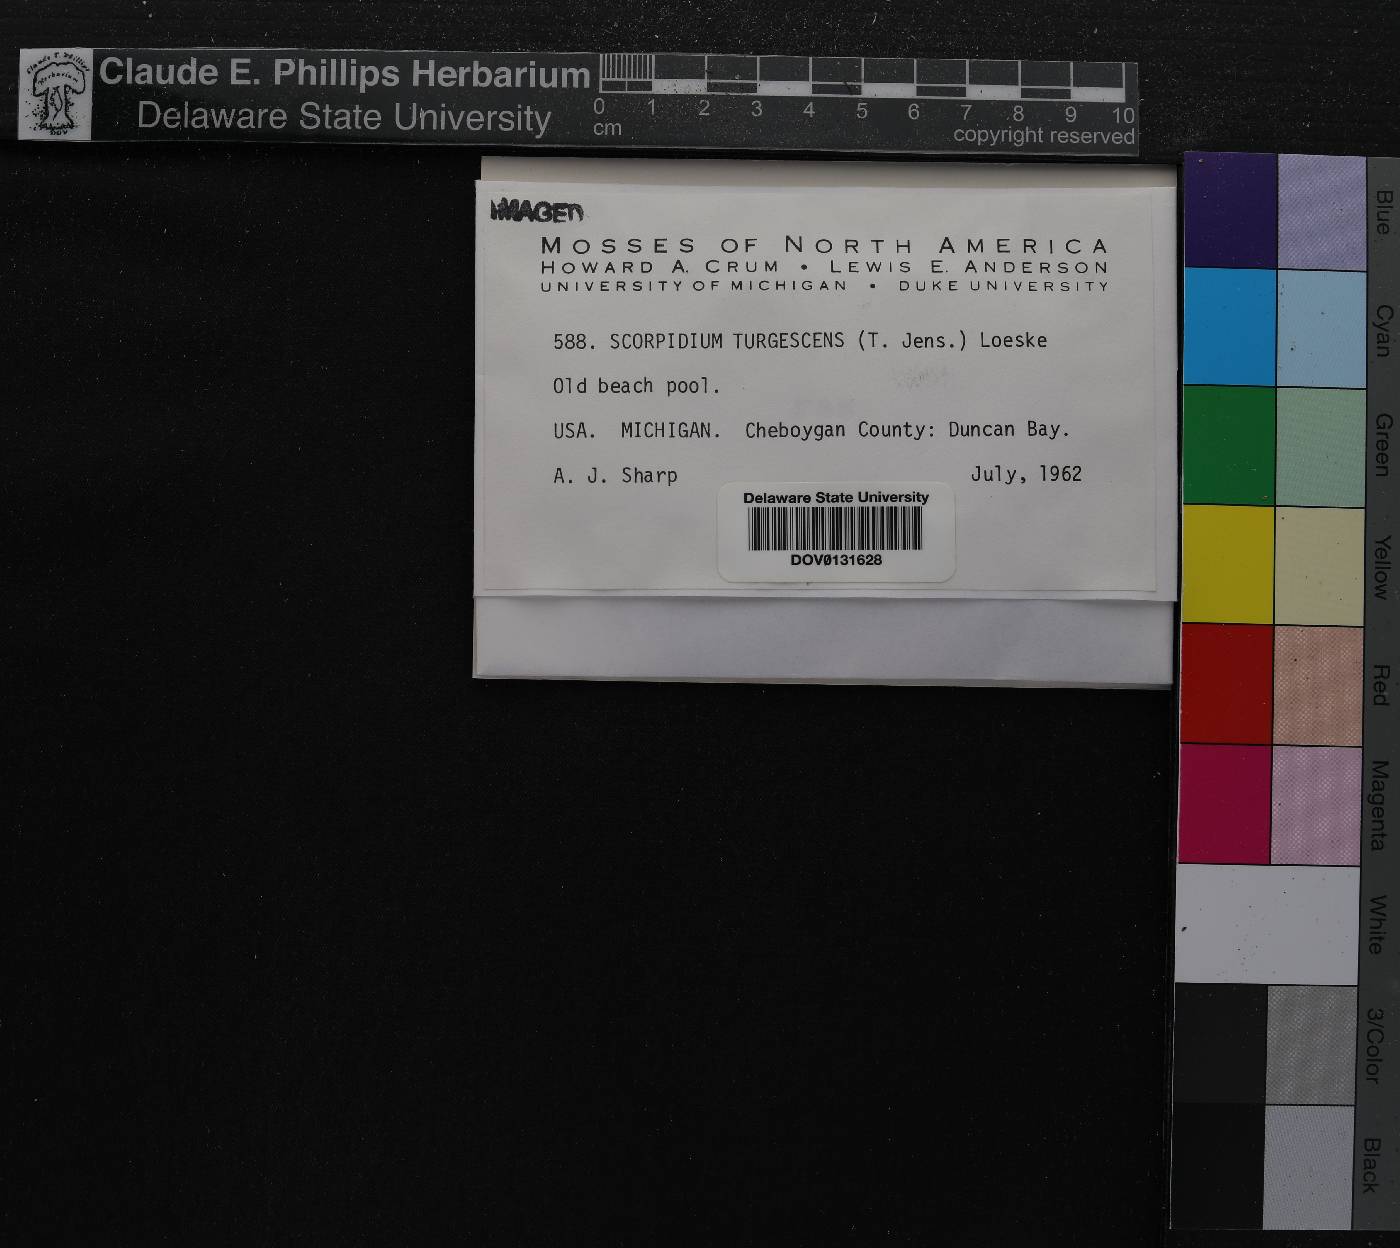 Claude E. Phillips Herbarium
Delaware State University
0 1 2 3 4 5 6 7 8 9 10
cm
copyright reserved
IMAGED
MOSSES OF NORTH AMERICA
HOWARD A. CRUM • LEWIS E. ANDERSON
UNIVERSITY OF MICHIGAN • DUKE UNIVERSITY
588. SCORPIDIUM TURGESCENS (T. Jens.) Loeske
Old beach pool.
USA. MICHIGAN. Cheboygan County: Duncan Bay.
A. J. Sharp July, 1962
Delaware State University
DOV0131628
Blue
Cyan
Green
Yellow
Red
Magenta
White
3/Color
Black